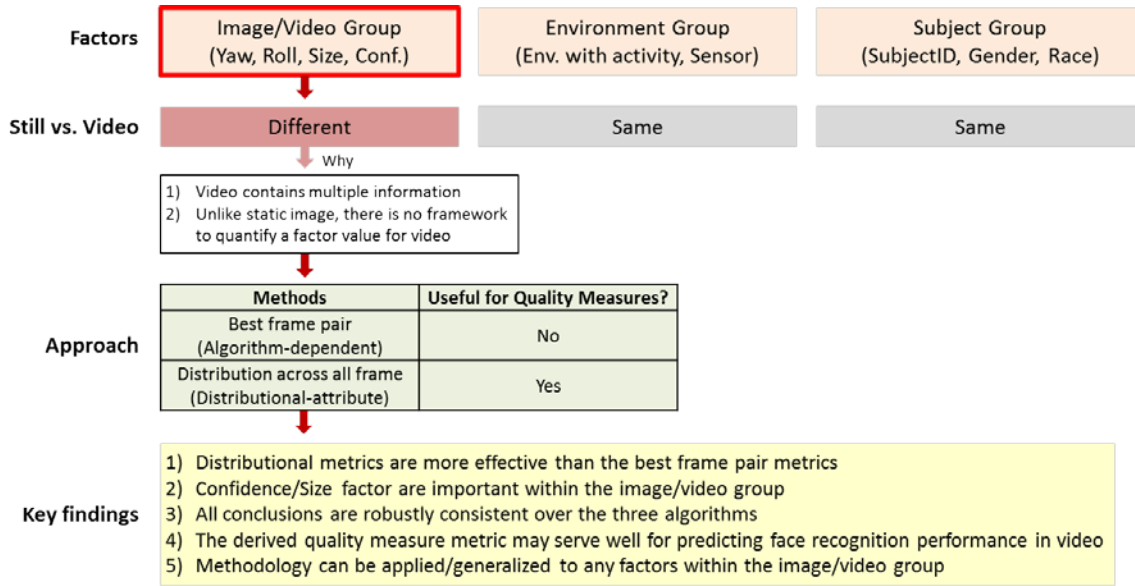 Factors
Image/Video Group
(Yaw, Roll, Size, Conf.)
Environment Group
(Env. with activity, Sensor)
Subject Group
(SubjectID, Gender, Race)
Still vs. Video
Different
Same
Same
Why
1) Video contains multiple information
2) Unlike static image, there is no framework
to quantify a factor value for video
Approach
Methods
Useful for Quality Measures?
Best frame pair
(Algorithm-dependent)
No
Distribution across all frame
(Distributional-attribute)
Yes
Key findings
1) Distributional metrics are more effective than the best frame pair metrics
2) Confidence/Size factor are important within the image/video group
3) All conclusions are robustly consistent over the three algorithms
4) The derived quality measure metric may serve well for predicting face recognition performance in video
5) Methodology can be applied/generalized to any factors within the image/video group